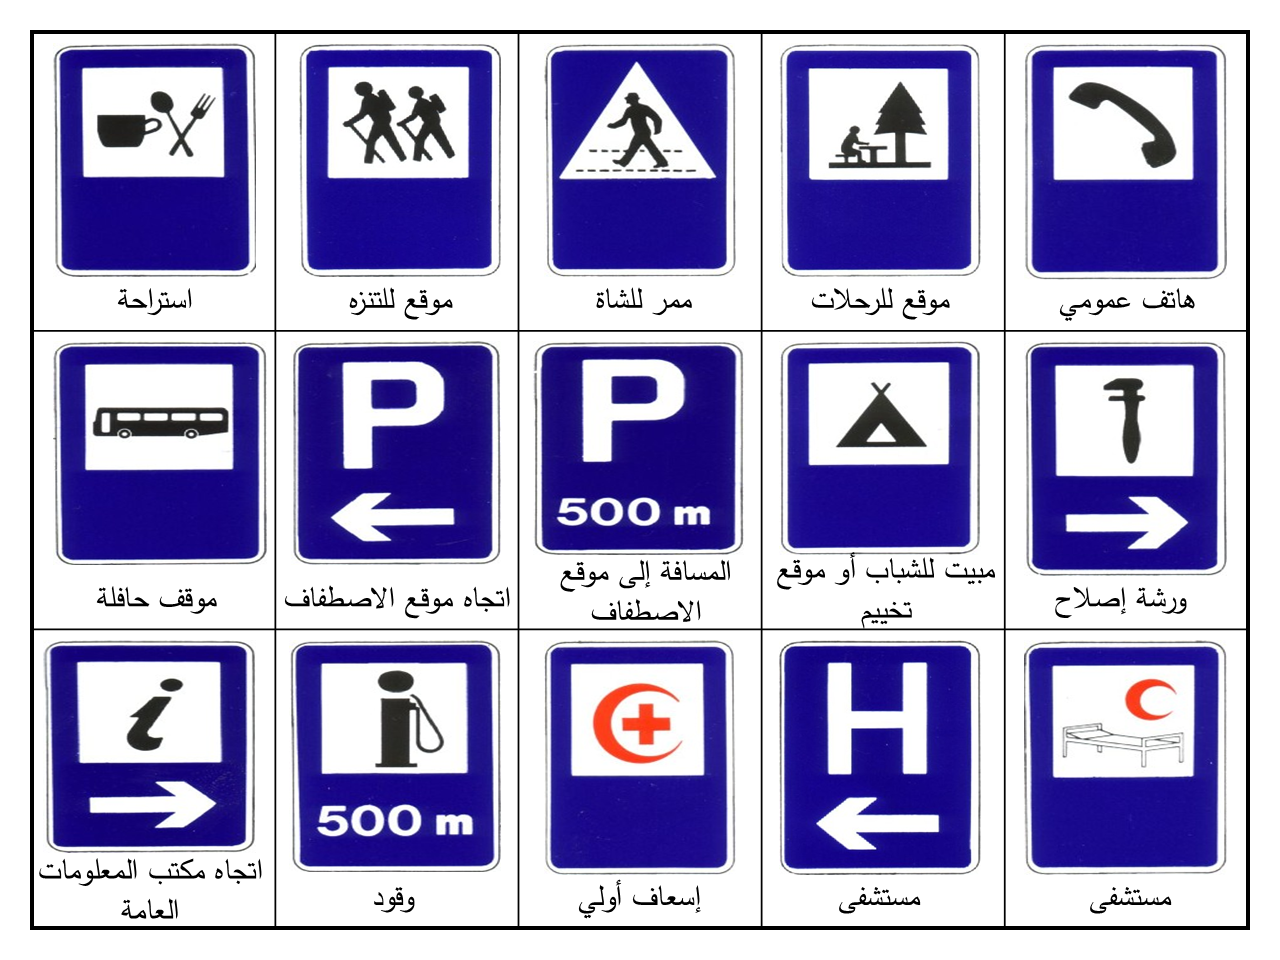 هاتف عمومي
موقع للرحلات
ممر للشاة
موقع للتنزه
استراحة
ورشة إصلاح
مبيت للشباب أو موقع
تخييم
P
500 m
المسافة إلى موقع
الاصطفاف
P
اتجاه موقع الاصطفاف
موقف حافلة
مستشفى
H
مستشفى
إسعاف أولي
500 m
وقود
i
اتجاه مكتب المعلومات
العامة